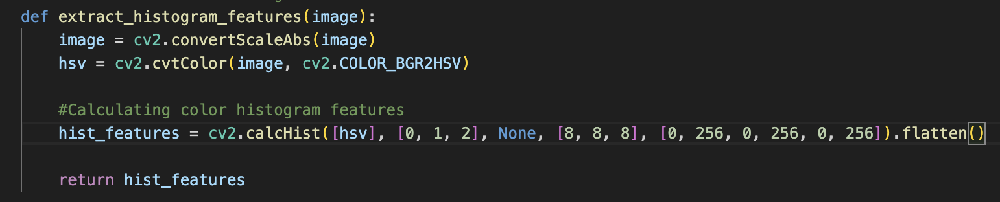 def extract_histogram_features(image):
    image = cv2.convertScaleAbs(image)
    hsv = cv2.cvtColor(image, cv2.COLOR_BGR2HSV)

    #Calculating color histogram features
    hist_features = cv2.calcHist([hsv], [0, 1, 2], None, [8, 8, 8], [0, 256, 0, 256, 0, 256]).flatten()

    return hist_features